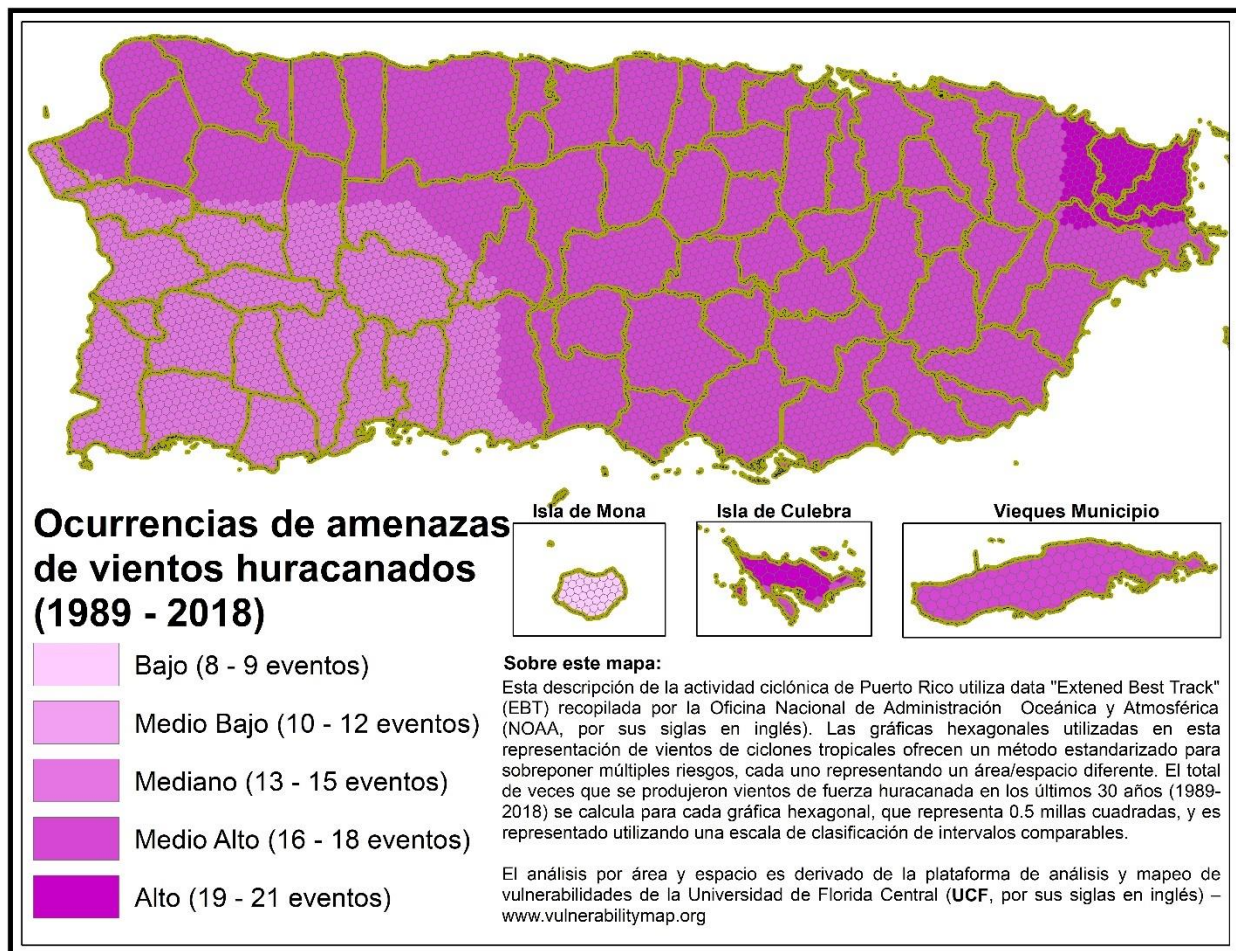 Isla de Mona
Isla de Culebra
Vieques Municipio
Ocurrencias de amenazas
de vientos huracanados
(1989 - 2018)
Bajo (8 - 9 eventos)
Medio Bajo (10 - 12 eventos)
Mediano (13 - 15 eventos)
Medio Alto (16 - 18 eventos)
Alto (19 - 21 eventos)
Sobre este mapa:
Esta descripción de la actividad ciclónica de Puerto Rico utiliza data "Extened Best Track"
(EBT) recopilada por la Oficina Nacional de Administración Oceánica y Atmosférica
(NOAA, por sus siglas en inglés). Las gráficas hexagonales utilizadas en esta
representación de vientos de ciclones tropicales ofrecen un método estandarizado para
sobreponer múltiples riesgos, cada uno representando un área/espacio diferente. El total
de veces que se produjeron vientos de fuerza huracanada en los últimos 30 años (1989-
2018) se calcula para cada gráfica hexagonal, que representa 0.5 millas cuadradas, y es
representado utilizando una escala de clasificación de intervalos comparables.
El análisis por área y espacio es derivado de la plataforma de análisis y mapeo de
vulnerabilidades de la Universidad de Florida Central (UCF, por sus siglas en inglés) –
www.vulnerabilitymap.org